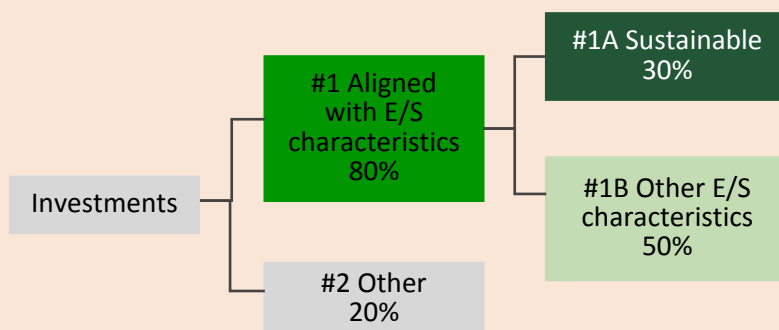 Investments
#1 Aligned
with E/S
characteristics
80%
#2 Other
20%
#1A Sustainable
30%
#1B Other E/S
characteristics
50%